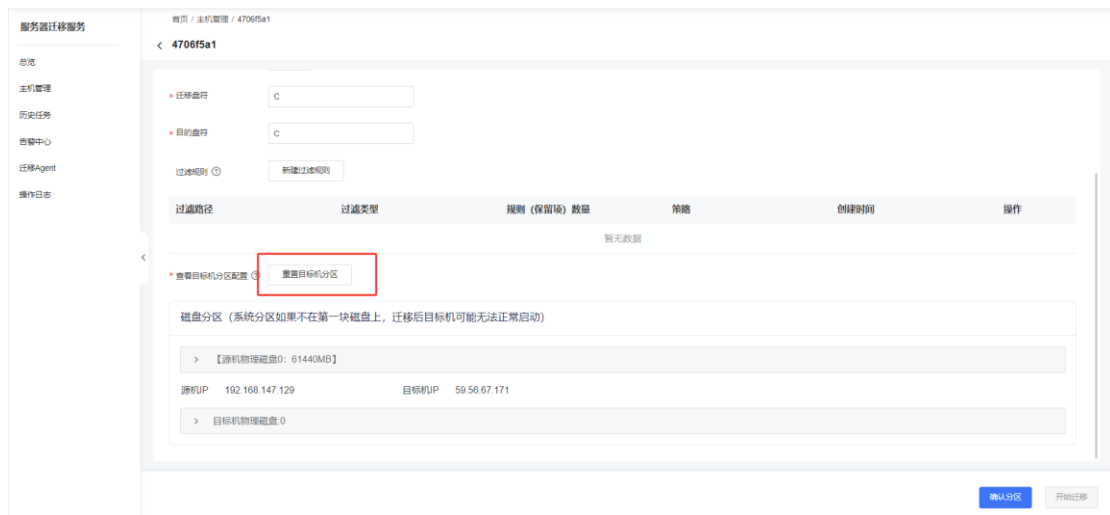 服务器迁移服务
总览
主机管理
历史任务
告警中心
迁移Agent
操作日志
首页 / 主机管理 / 4706f5a1
4706f5a1
* 迁移盘符 C
* 目的盘符 C
过滤规则 新建过滤规则
过滤路径 过滤类型 规则（保留项）数量 策略 创建时间 操作
暂无数据
* 查看目标机分区配置 重置目标机分区
磁盘分区（系统分区如果不在第一块磁盘上，迁移后目标机可能无法正常启动）
【源机物理磁盘0：61440MB】
源机IP 192.168.147.129 目标机IP 59.56.67.171
目标机物理磁盘:0
确认分区 开始迁移